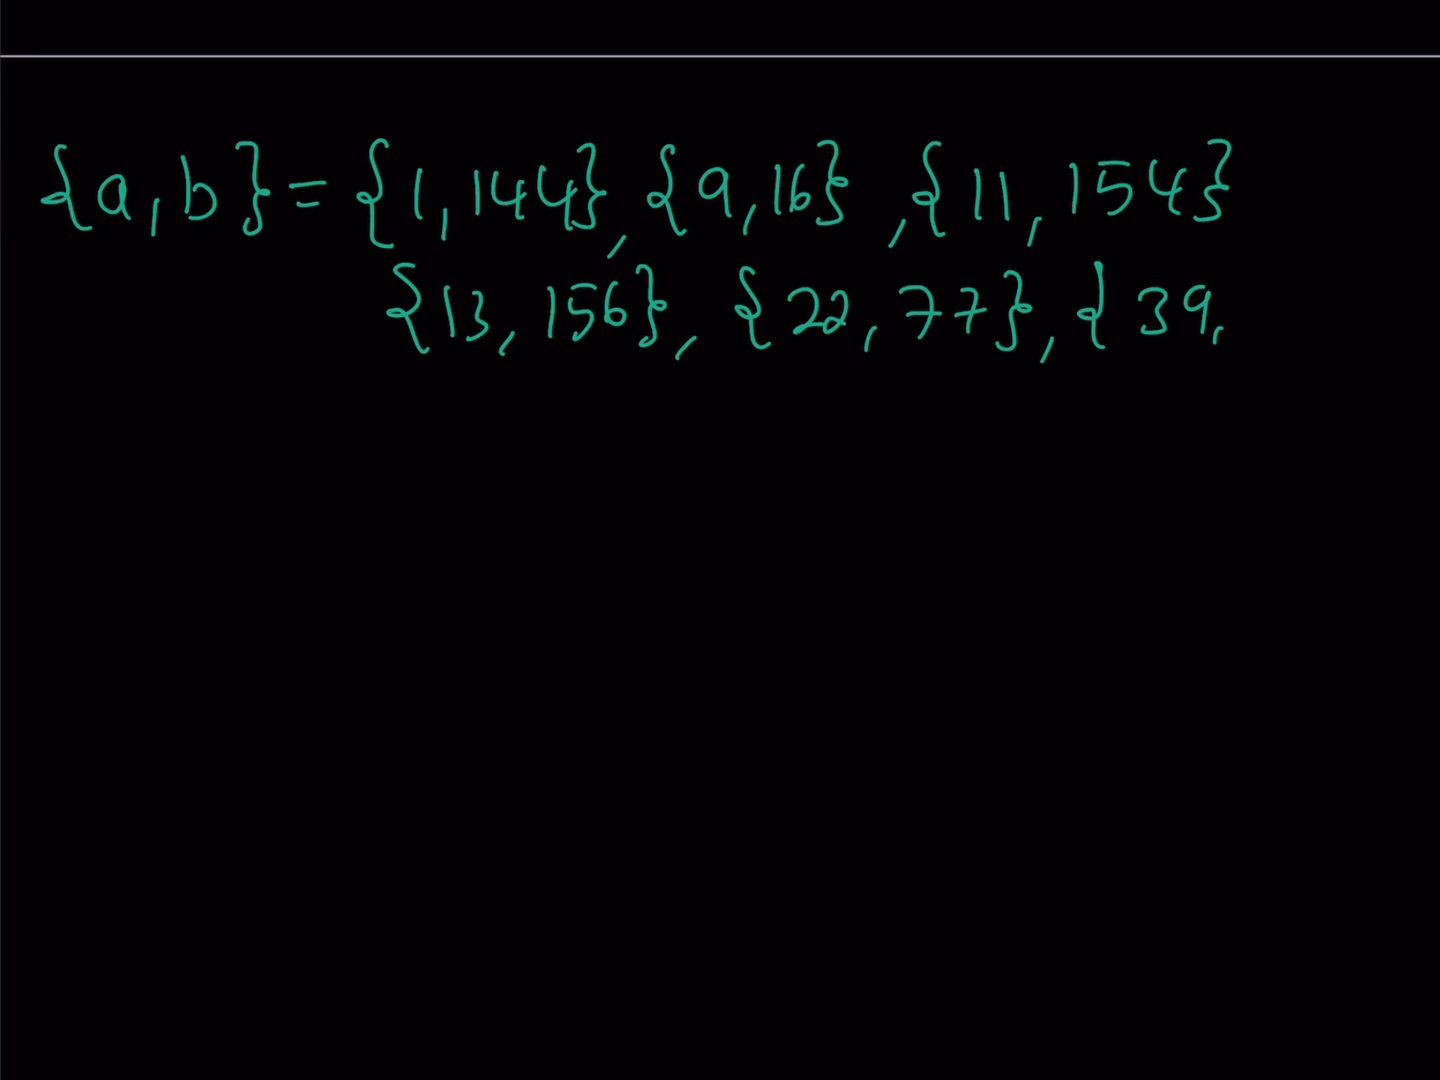 {a, b} = {1, 144}, {9, 16}, {11, 154}
{13, 156}, {22, 77}, {39,